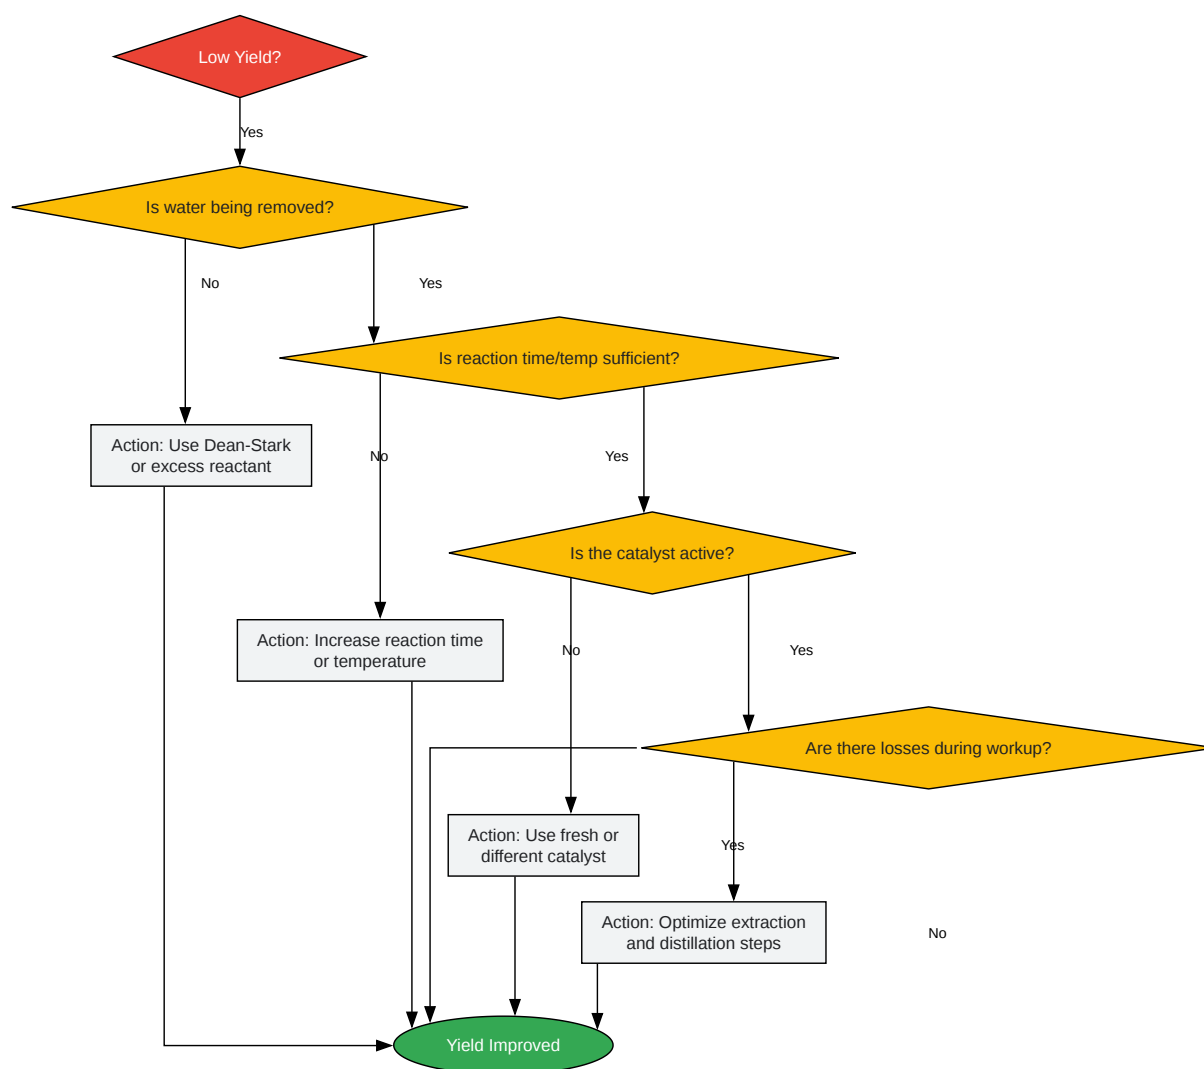 Low Yield?
Yes
Is water being removed?
No
Yes
Is reaction time/temp sufficient?
Action: Use Dean-Stark
or excess reactant
No
Yes
Is the catalyst active?
Action: Increase reaction time
or temperature
No
Yes
Are there losses during workup?
Action: Use fresh or
different catalyst
Yes
Action: Optimize extraction
and distillation steps
No
Yield Improved